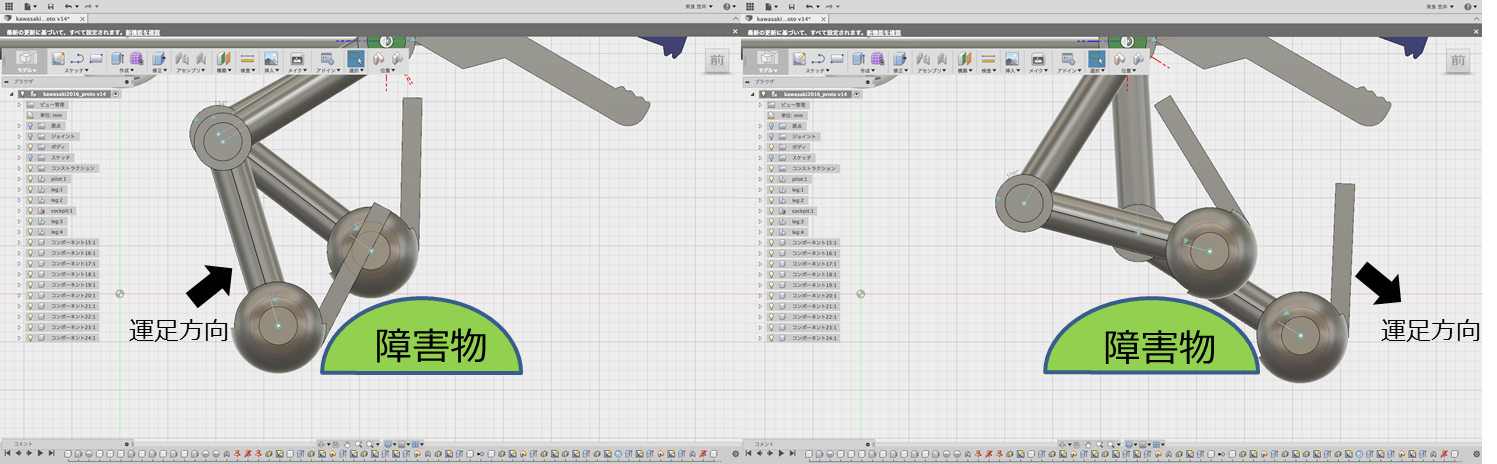 東良 笠井
kawasaki...oto v14*
最新の更新に基づいて、すべて設定されます。新機能を確認
モデル▼
スケッチ▼
作成▼
修正▼
アセンブリ▼
構築▼
検査▼
挿入▼
メイク▼
アドイン▼
選択▼
位置▼
前
ブラウザ
kawasaki2016_proto v14
ビュー管理
単位: mm
原点
ジョイント
ボディ
スケッチ
コンストラクション
pilot:1
leg:1
leg:2
cockpit:1
leg:3
leg:4
コンポーネント15:1
コンポーネント16:1
コンポーネント17:1
コンポーネント18:1
コンポーネント19:1
コンポーネント20:1
コンポーネント21:1
コンポーネント22:1
コンポーネント23:1
コンポーネント24:1
運足方向
障害物
コメント
kawasaki...oto v14*
最新の更新に基づいて、すべて設定されます。新機能を確認
モデル▼
スケッチ▼
作成▼
修正▼
アセンブリ▼
構築▼
検査▼
挿入▼
メイク▼
アドイン▼
選択▼
位置▼
前
ブラウザ
kawasaki2016_proto v14
ビュー管理
単位: mm
原点
ジョイント
ボディ
スケッチ
コンストラクション
pilot:1
leg:1
leg:2
cockpit:1
leg:3
leg:4
コンポーネント15:1
コンポーネント16:1
コンポーネント17:1
コンポーネント18:1
コンポーネント19:1
コンポーネント20:1
コンポーネント21:1
コンポーネント22:1
コンポーネント23:1
コンポーネント24:1
運足方向
障害物
コメント